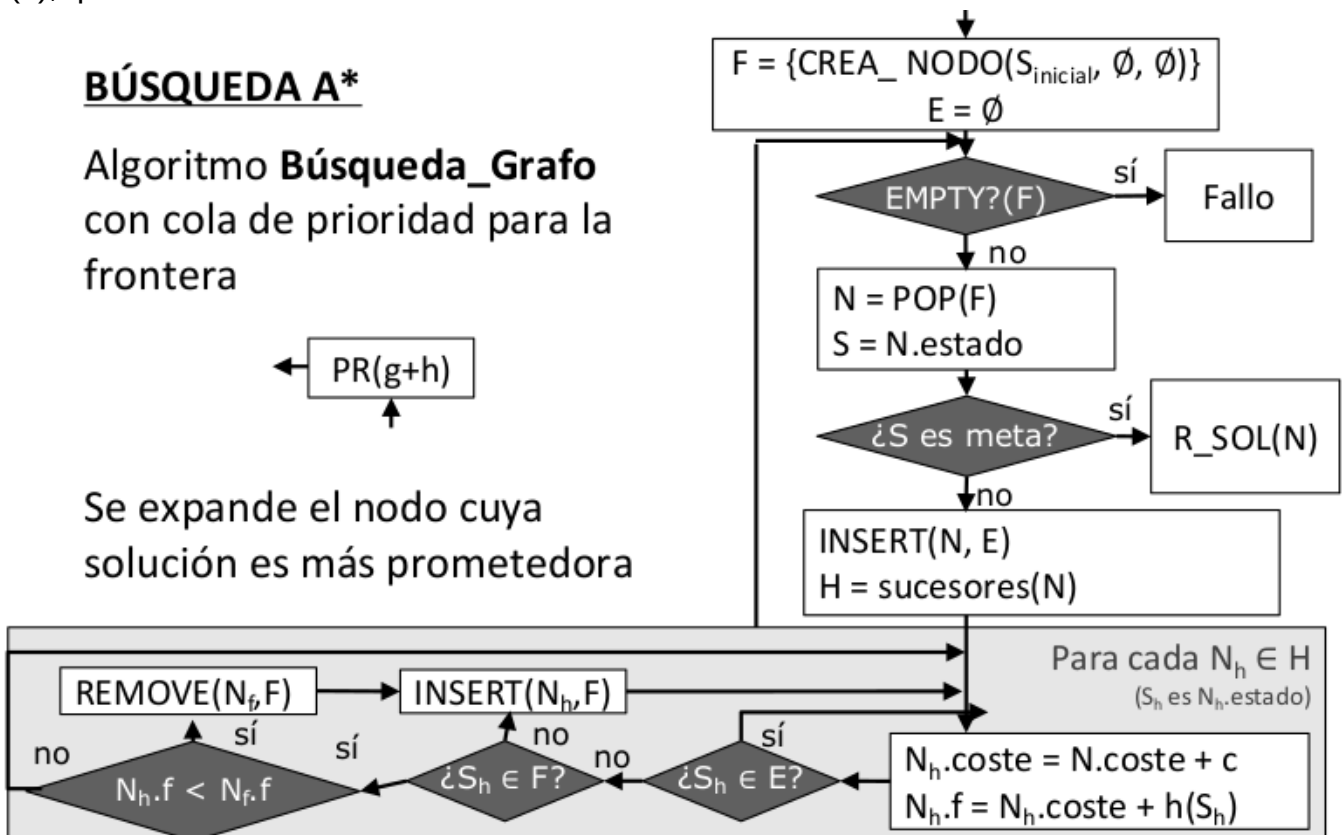 BÚSQUEDA A*
Algoritmo Búsqueda_Grafo
con cola de prioridad para la
frontera
PR(g+h)
Se expande el nodo cuya
solución es más prometedora
F = {CREA_ NODO(Sinicial, Ø, Ø)}
E = Ø
EMPTY?(F)
sí
Fallo
no
N = POP(F)
S = N.estado
¿S es meta?
sí
R_SOL(N)
no
INSERT(N, E)
H = sucesores(N)
Para cada Nh ∈ H
(Sh es Nh.estado)
Nh.coste = N.coste + c
Nh.f = Nh.coste + h(Sh)
¿Sh ∈ E?
sí
no
¿Sh ∈ F?
no
sí
INSERT(Nh,F)
Nh.f < Nf.f
sí
no
REMOVE(Nf,F)